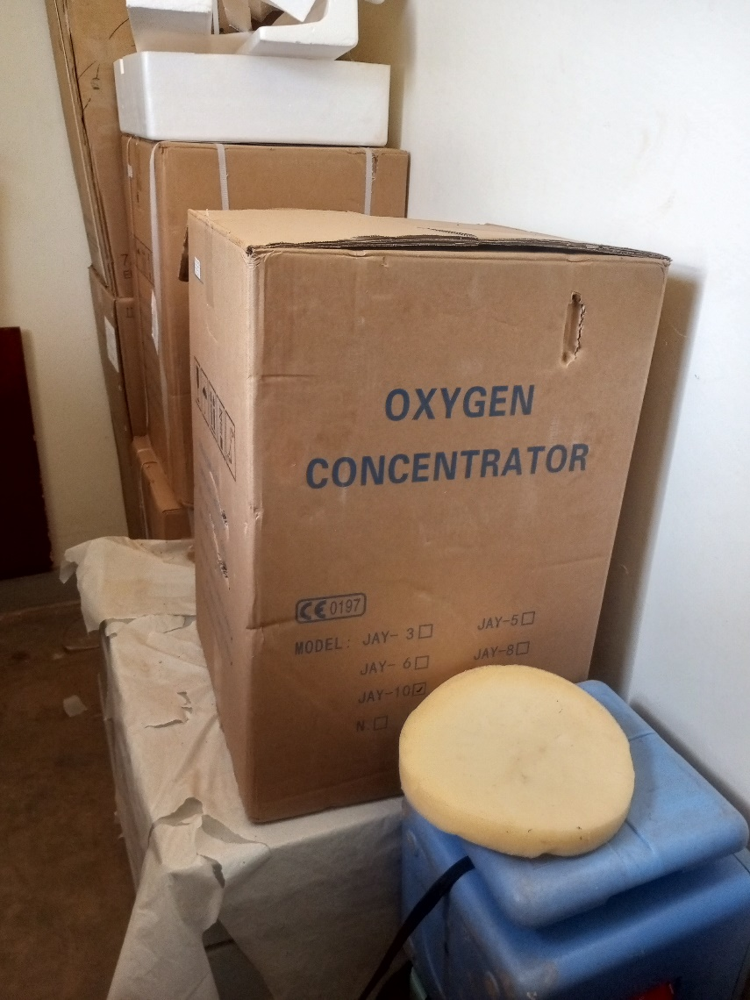 OXYGEN
CONCENTRATOR
CE 0197
MODEL: JAY- 3☐ JAY-5☐
JAY- 6☐ JAY-8☐
JAY-10☑
N.☐